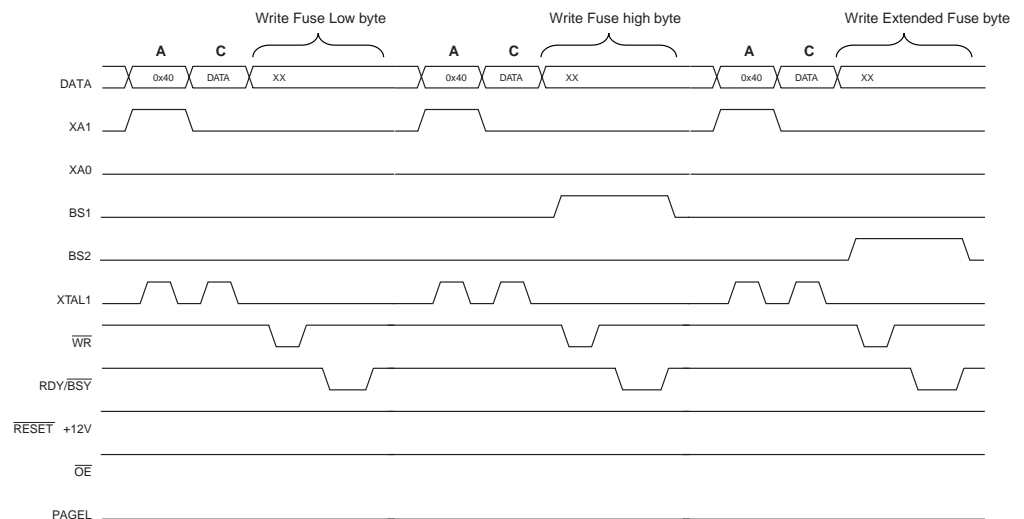 Write Fuse Low byte Write Fuse high byte Write Extended Fuse byte
A C A C A C
DATA 0x40 DATA XX 0x40 DATA XX 0x40 DATA XX
XA1
XA0
BS1
BS2
XTAL1
WR
RDY/BSY
RESET +12V
OE
PAGEL